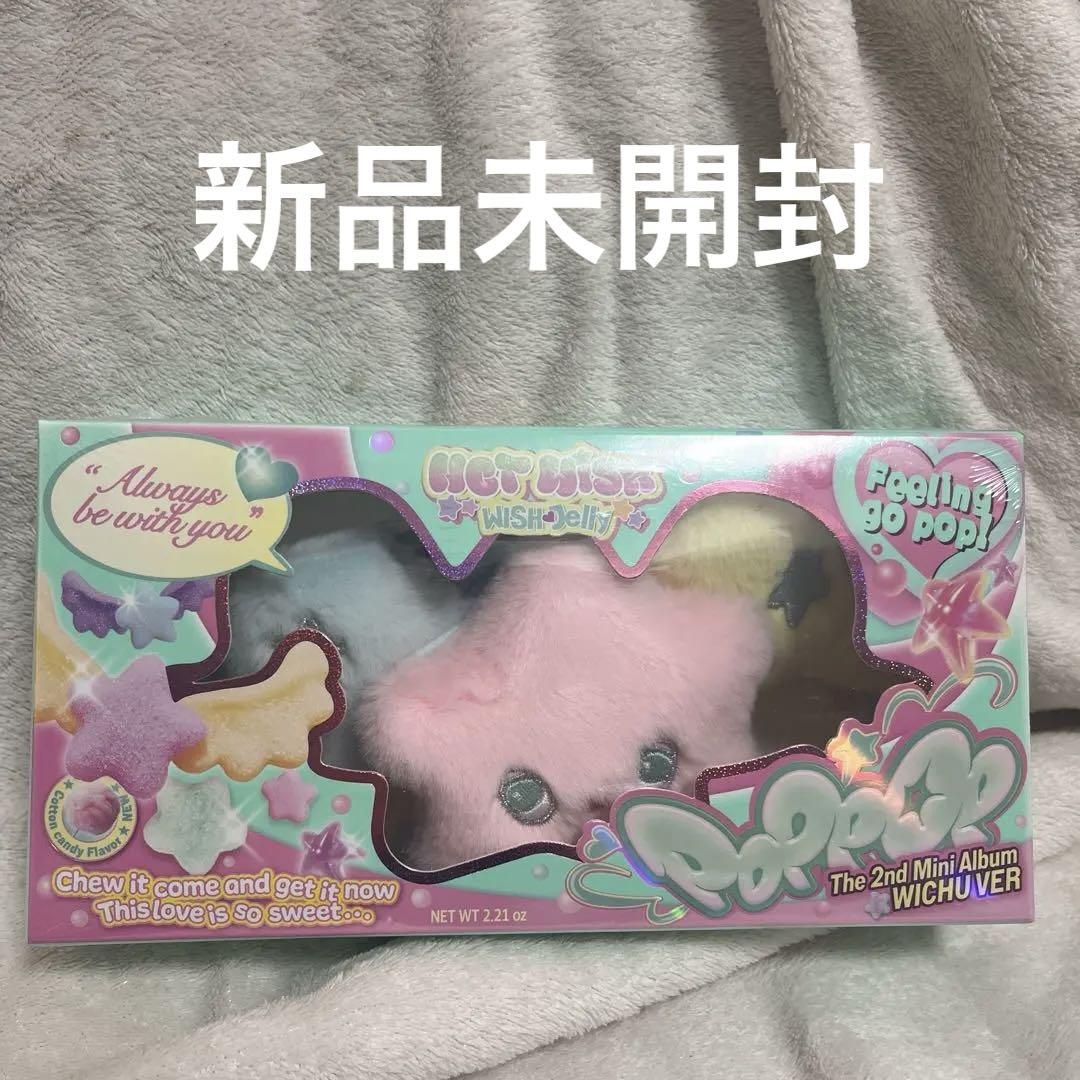 新品未開封
"Always
be with you"
NCT WISH
WISH Jelly
Feeling
go pop!
Cotton candy Flavor ★ NEW ★
Chew it come and get it now
This love is so sweet...
NET WT 2.21 oz
POPPOP
The 2nd Mini Album
WICHU VER